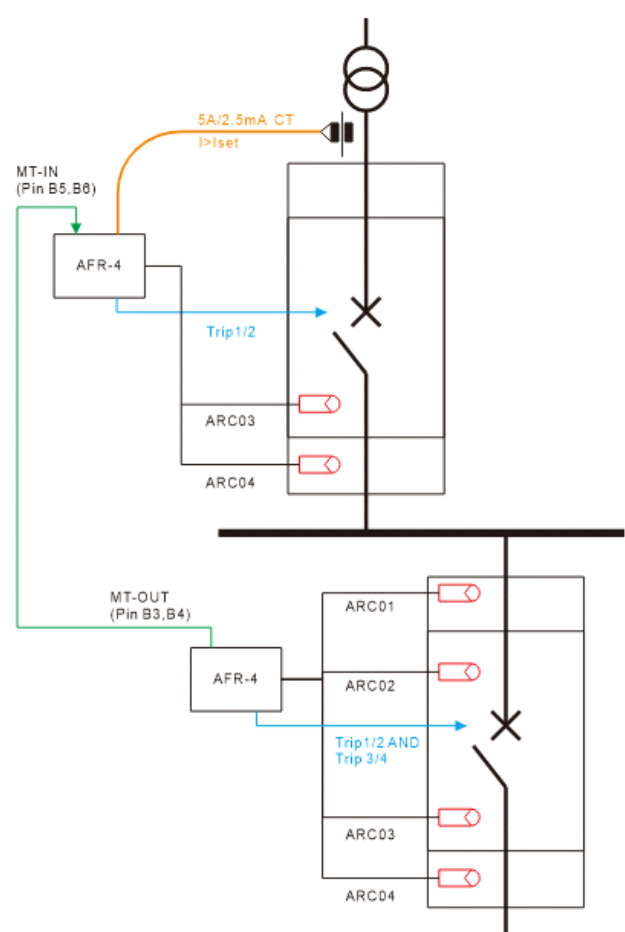 5A/2.5mA CT
I>Iset
MT-IN
(Pin B5,B6)
AFR-4
Trip1/2
ARC03
ARC04
MT-OUT
(Pin B3,B4)
ARC01
AFR-4
ARC02
Trip1/2 AND
Trip 3/4
ARC03
ARC04